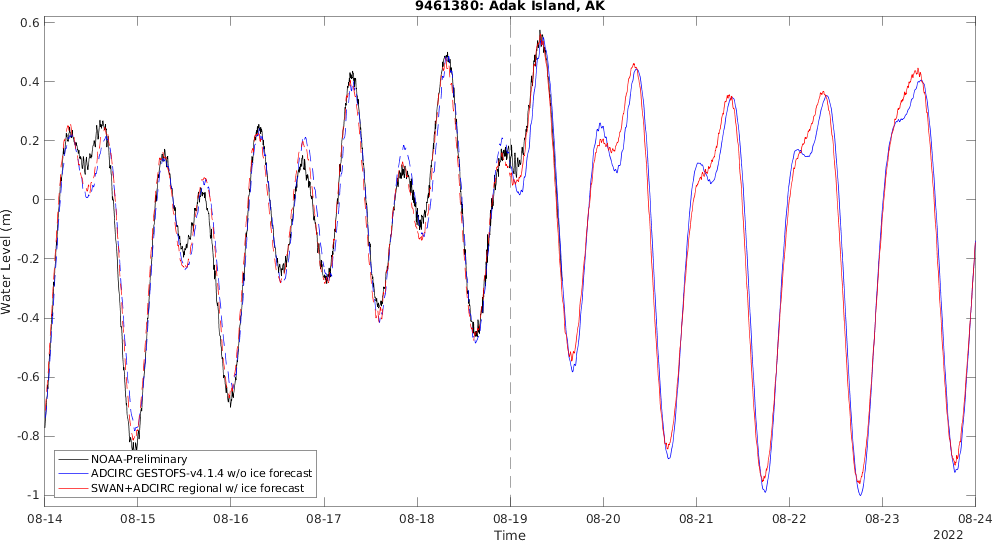 9461380: Adak Island, AK
0.6
0.4
0.2
0
-0.2
-0.4
-0.6
-0.8
-1
Water Level (m)
NOAA-Preliminary
ADCIRC GESTOFS-v4.1.4 w/o ice forecast
SWAN+ADCIRC regional w/ ice forecast
08-14 08-15 08-16 08-17 08-18 08-19 08-20 08-21 08-22 08-23 08-24
Time
2022